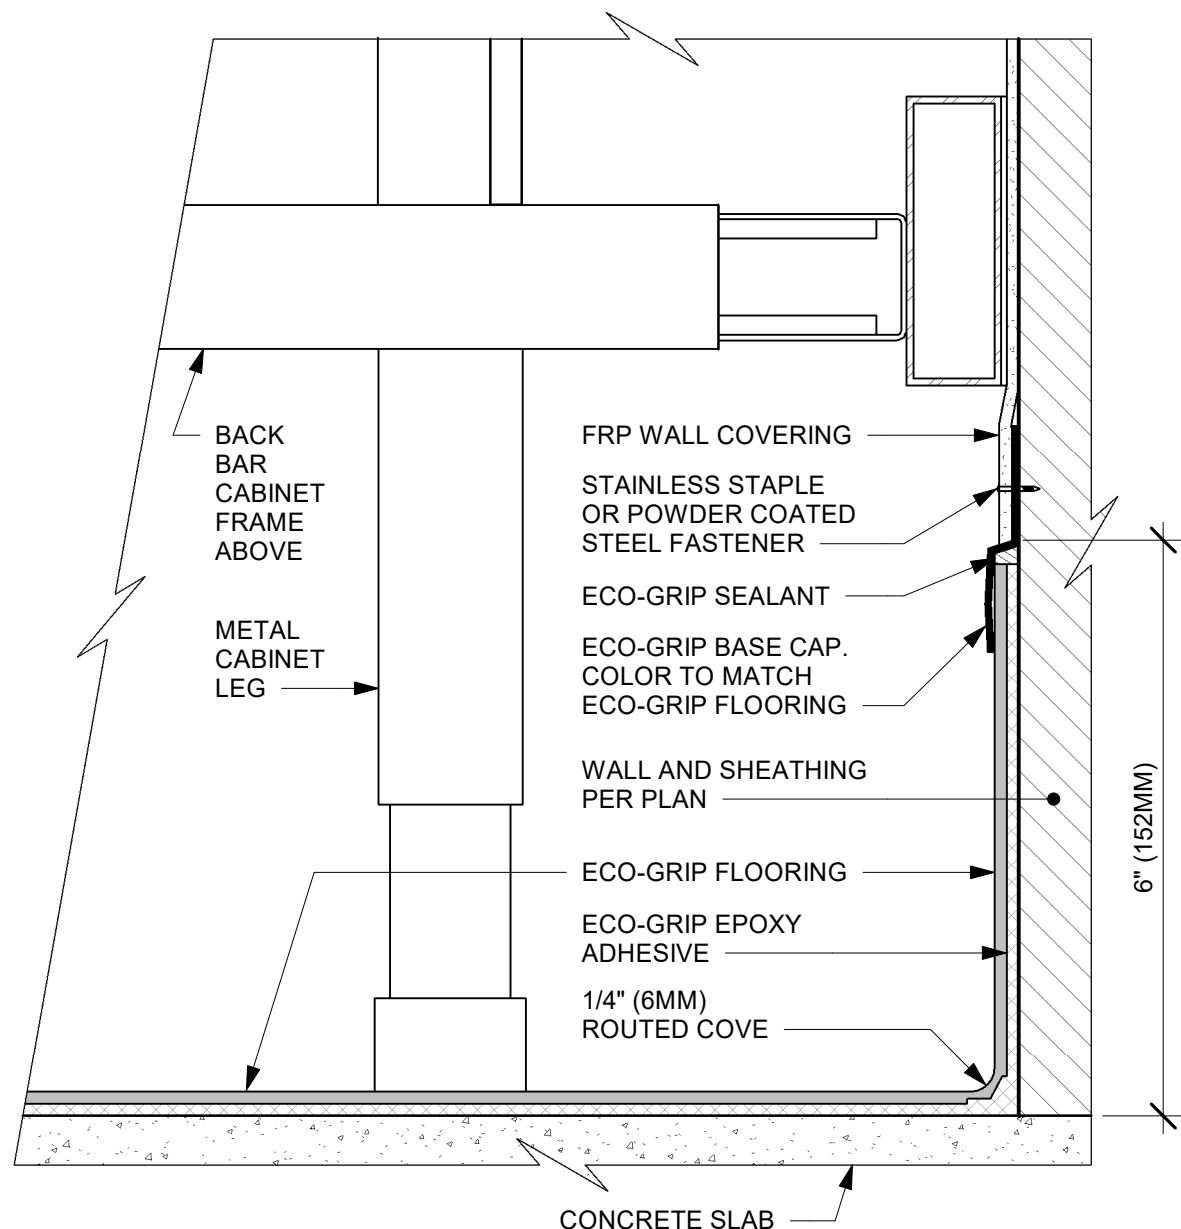 BACK
BAR
CABINET
FRAME
ABOVE
METAL
CABINET
LEG
FRP WALL COVERING
STAINLESS STAPLE
OR POWDER COATED
STEEL FASTENER
ECO-GRIP SEALANT
ECO-GRIP BASE CAP.
COLOR TO MATCH
ECO-GRIP FLOORING
WALL AND SHEATHING
PER PLAN
ECO-GRIP FLOORING
ECO-GRIP EPOXY
ADHESIVE
1/4" (6MM)
ROUTED COVE
6" (152MM)
CONCRETE SLAB